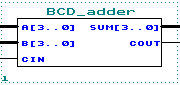 BCD_adder
A[3..0] SUM[3..0]
B[3..0] COUT
CIN
1